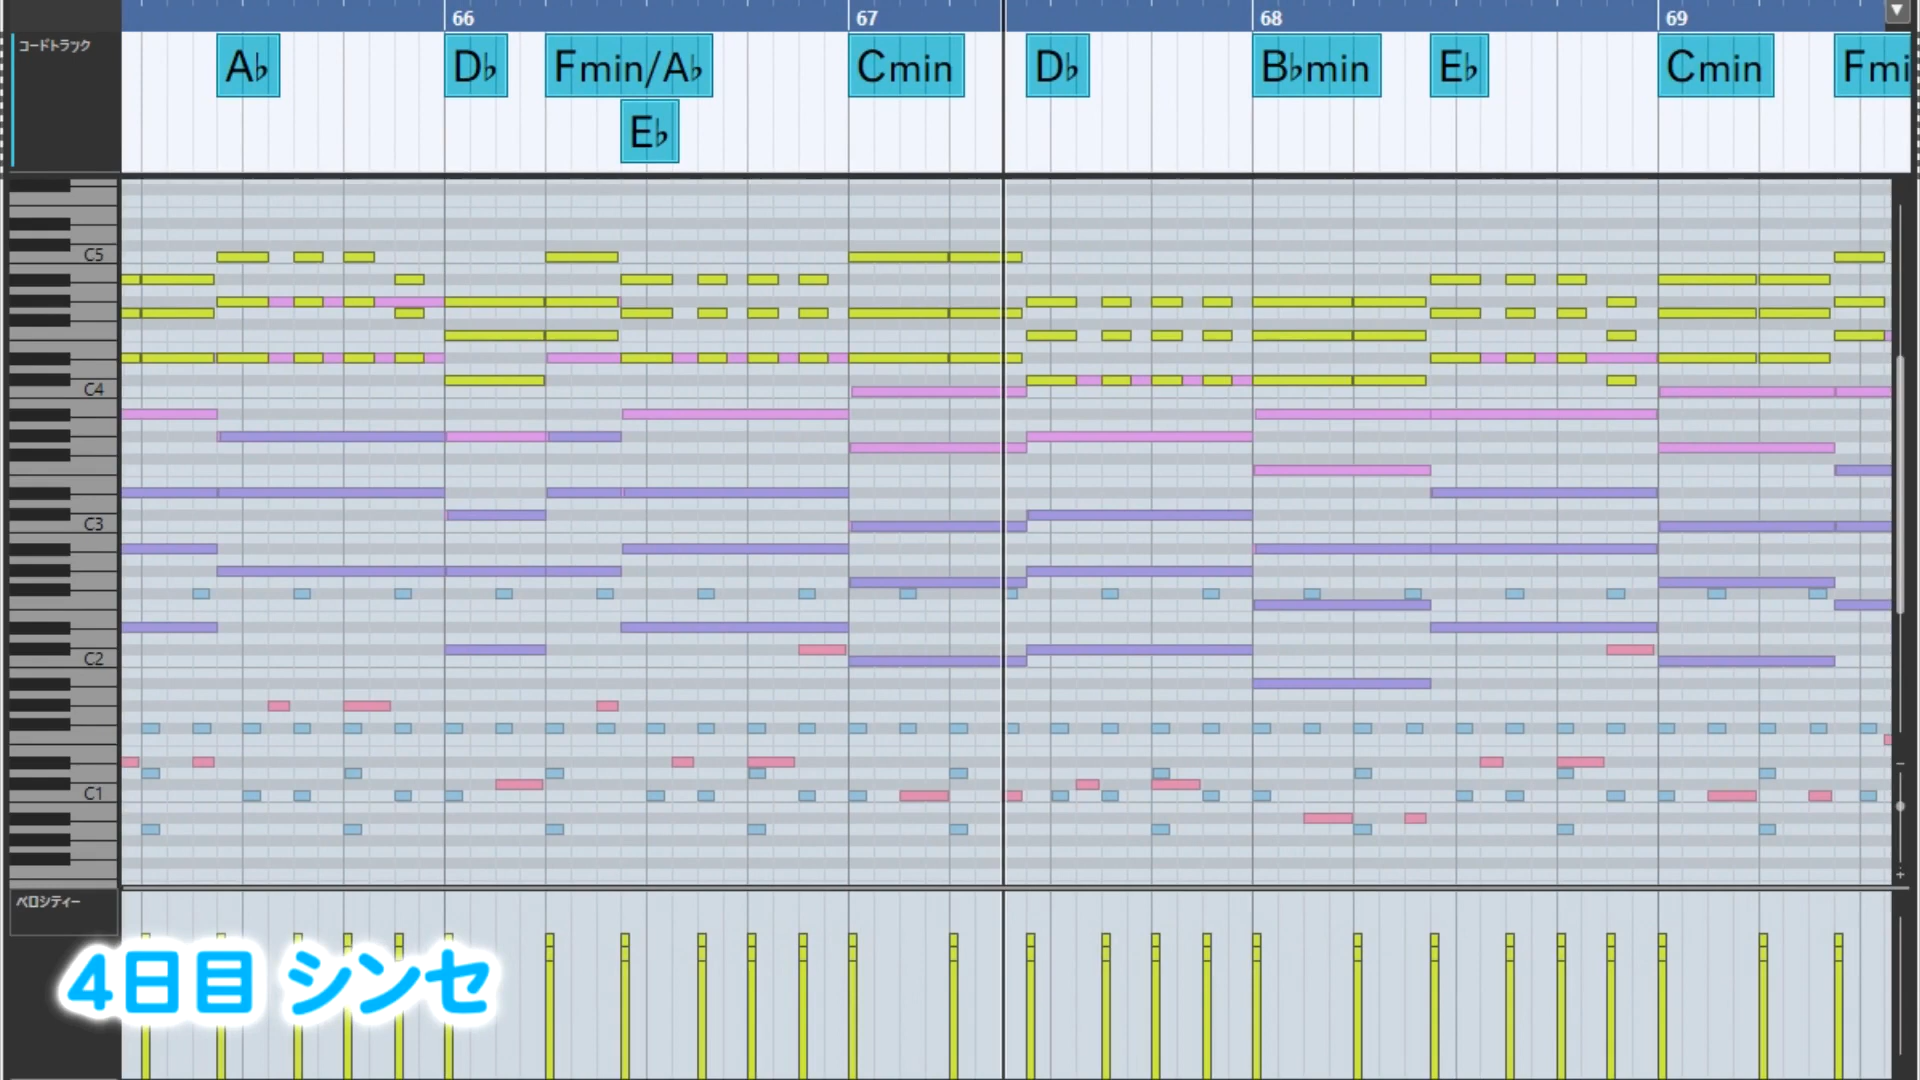 66 67 68 69
コードトラック
A♭ D♭ Fmin/A♭ Cmin D♭ B♭min E♭ Cmin Fmi
E♭
C5
C4
C3
C2
C1
ベロシティー
4日目 シンセ